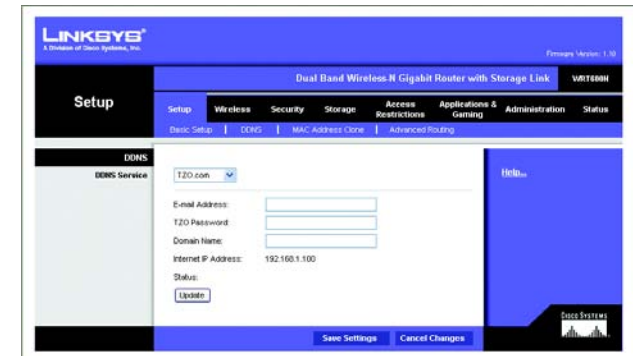 LINKSYS®
A Division of Cisco Systems, Inc.
Firmware Version: 1.10
Dual Band Wireless-N Gigabit Router with Storage Link WRT600N
Setup
Setup Wireless Security Storage Access Restrictions Applications & Gaming Administration Status
Basic Setup | DDNS | MAC Address Clone | Advanced Routing
DDNS
DDNS Service
TZO.com
Help...
E-mail Address:
TZO Password:
Domain Name:
Internet IP Address: 192.168.1.100
Status:
Update
CISCO SYSTEMS
Save Settings Cancel Changes